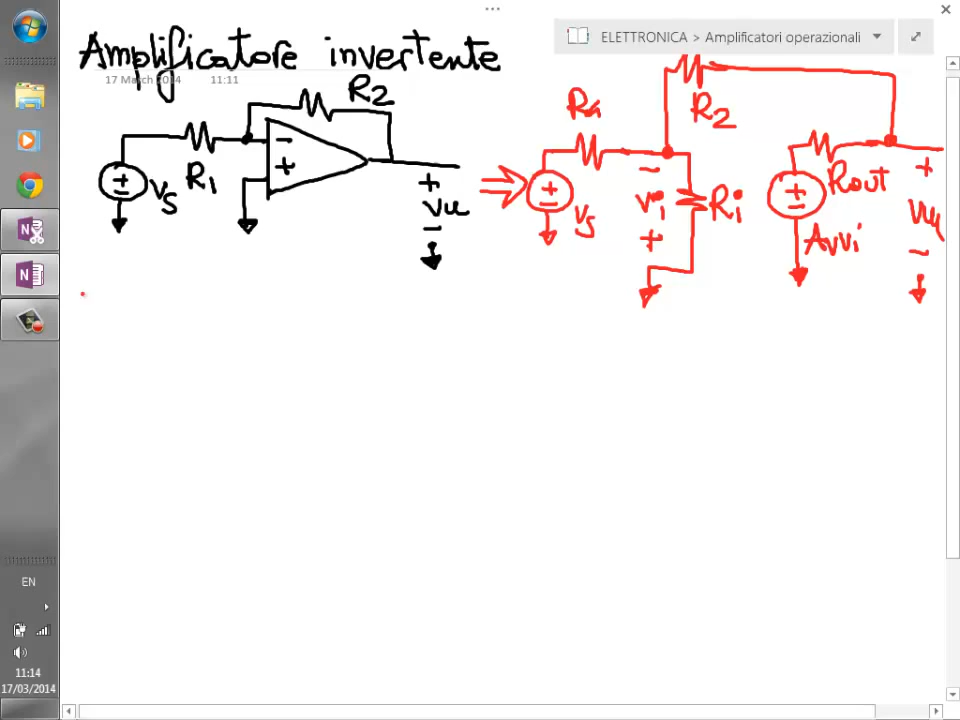 ELETTRONICA > Amplificatori operazionali
Amplificatore invertente
17 March 2014 11:11
R2
R1
Vs
- +
+
Vu
-
R1
R2
Vs
-
Vi
+
Ri
Rout
AvVi
+
Vu
-
EN
11:14
17/03/2014